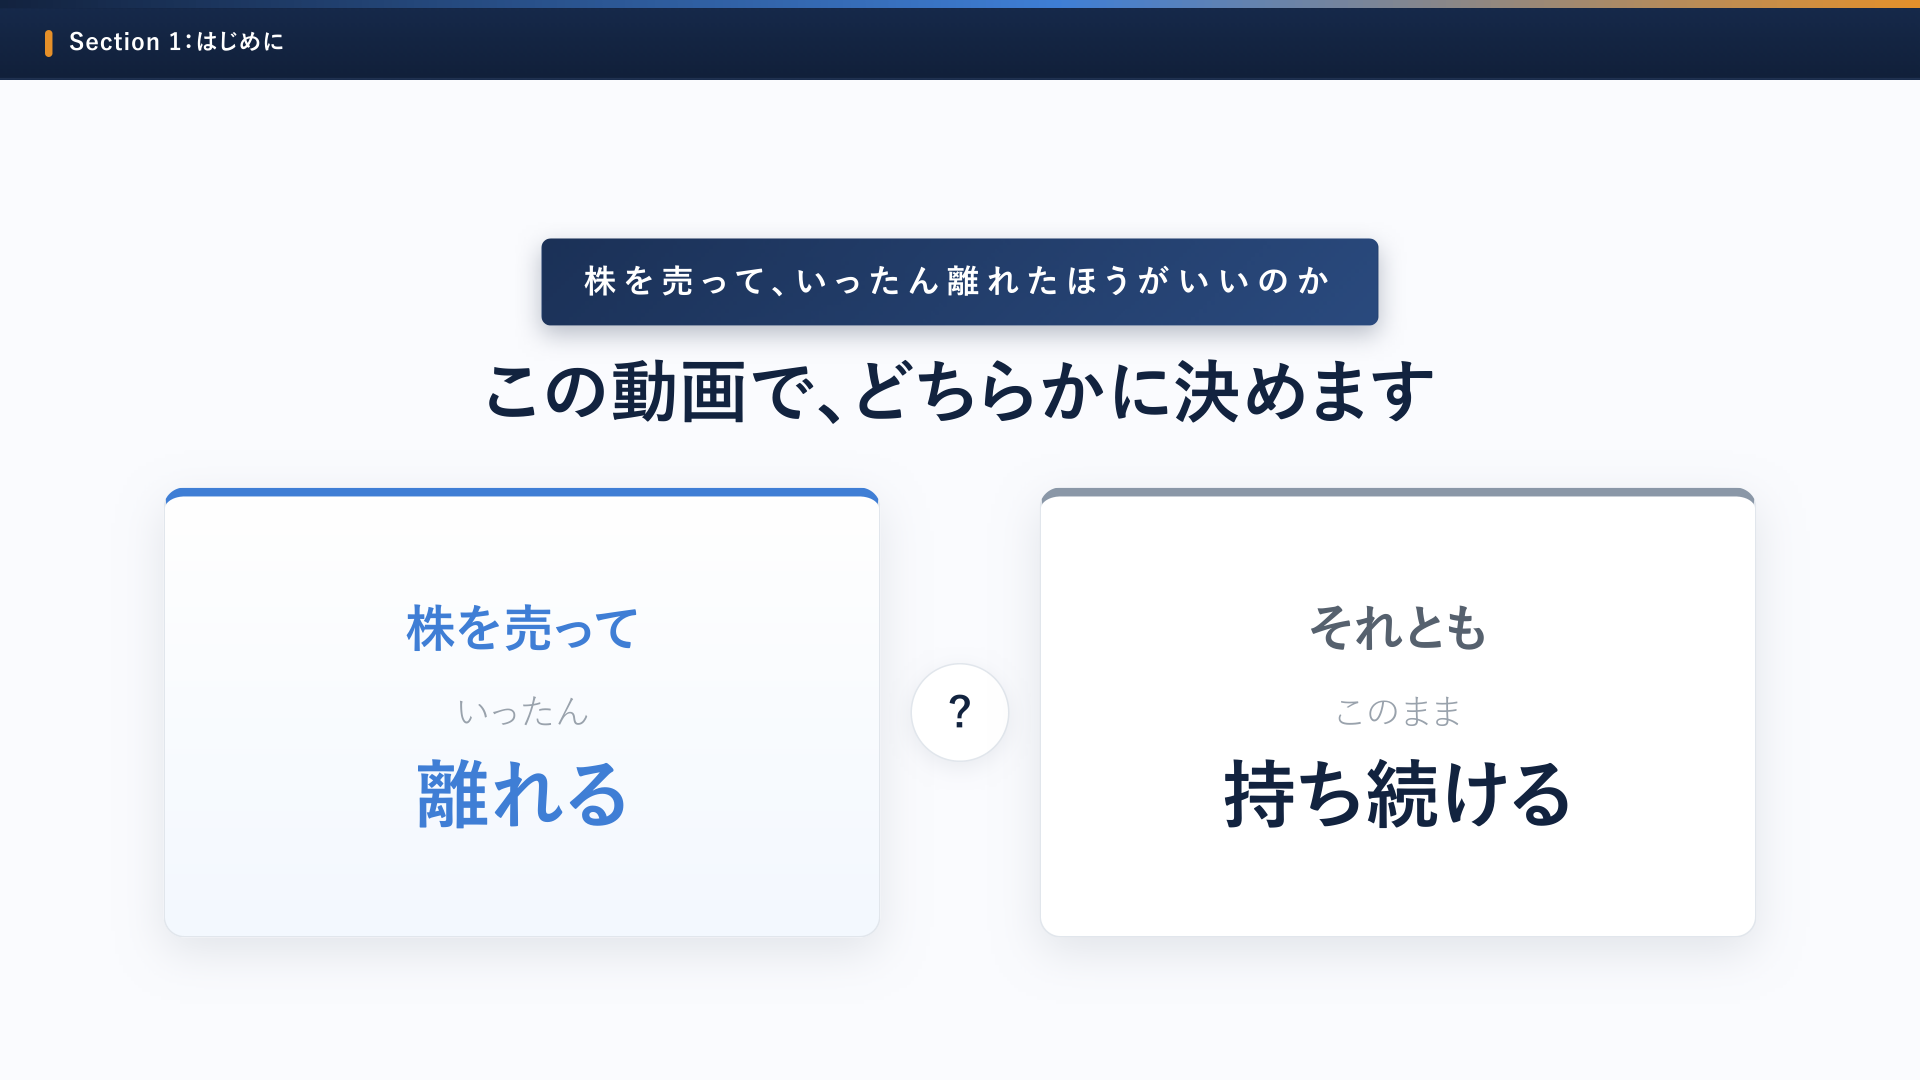 Section 1：はじめに
株を売って、いったん離れたほうがいいのか
この動画で、どちらかに決めます
株を売って
いったん
離れる
?
それとも
このまま
持ち続ける